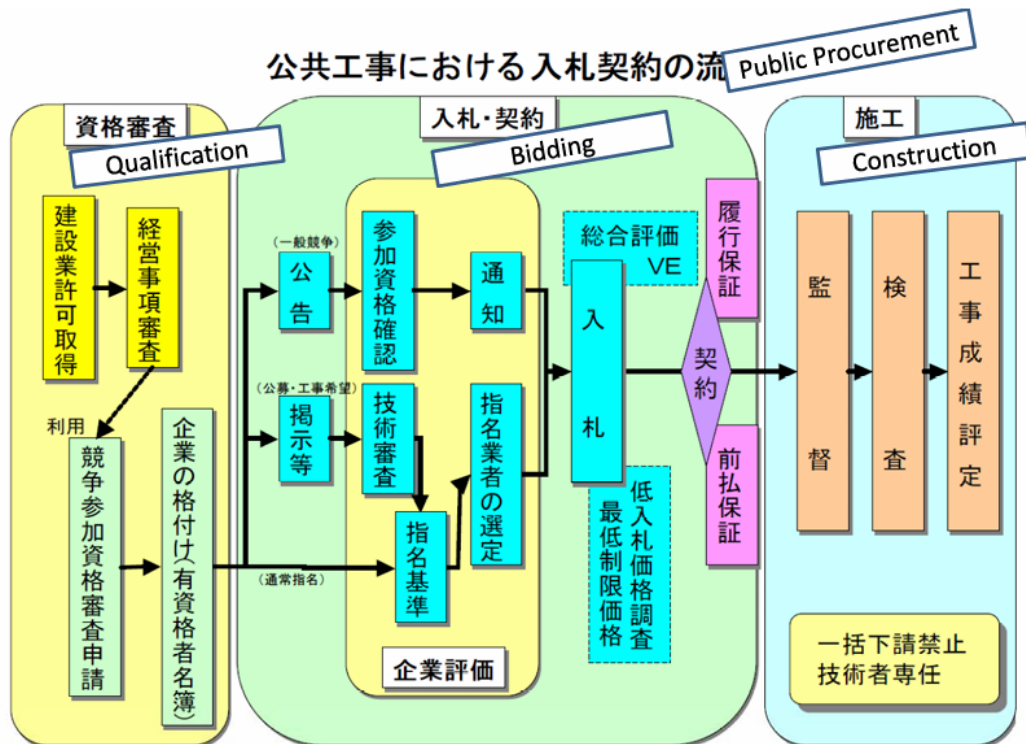 公共工事における入札契約の流
Public Procurement
資格審査
Qualification
建設業許可取得
経営事項審査
利用
競争参加資格審査申請
企業の格付け(有資格者名簿)
入札・契約
Bidding
(一般競争)
公告
参加資格確認
通知
(公募・工事希望)
掲示等
技術審査
指名業者の選定
(通常指名)
指名基準
企業評価
総合評価
VE
入札
低入札価格調査
最低制限価格
履行保証
契約
前払保証
施工
Construction
監督
検査
工事成績評定
一括下請禁止
技術者専任